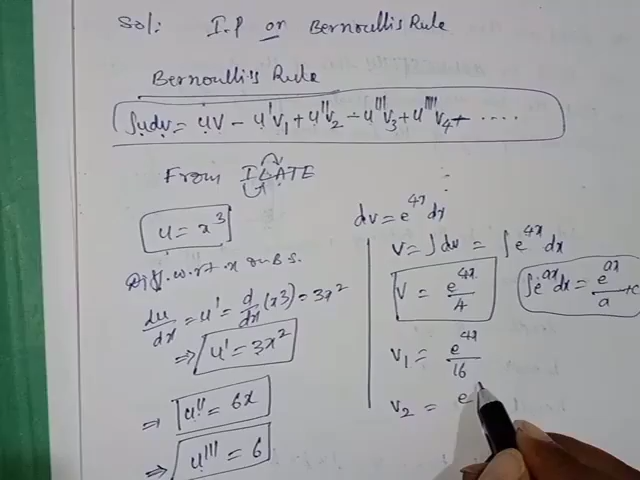 Sol: I.P or Bernoullis Rule
Bernoulli's Rule
∫udv = uv - u'v₁ + u''v₂ - u'''v₃ + u''''v₄ - ....
From ILATE
u = x³
dv = e^{4x} dx
Diff. w.r.t. x on b.s.
v = ∫dv = ∫e^{4x} dx
du/dx = u' = d/dx (x3) = 3x²
v = e^{4x}/4
∫e^{ax}dx = e^{ax}/a + c
⇒ u' = 3x²
v₁ = e^{4x}/16
⇒ u'' = 6x
v₂ = e
⇒ u''' = 6